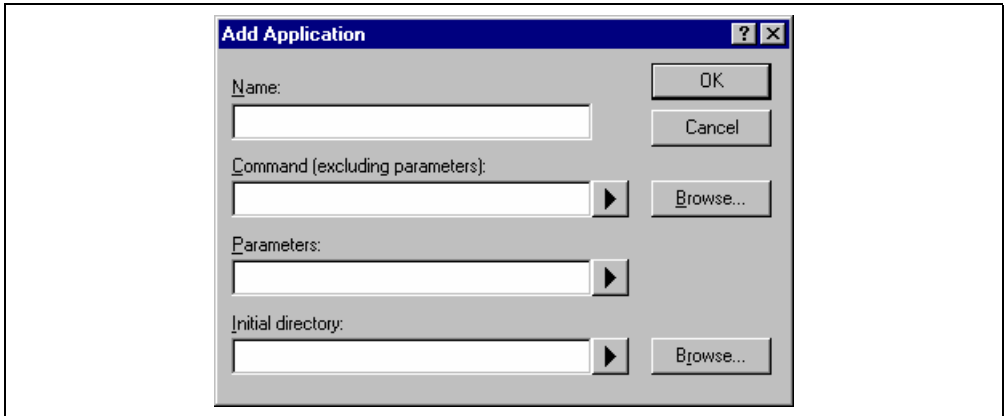 Add Application ?
Name: OK
Cancel
Command (excluding parameters):
Browse...
Parameters:
Initial directory:
Browse...